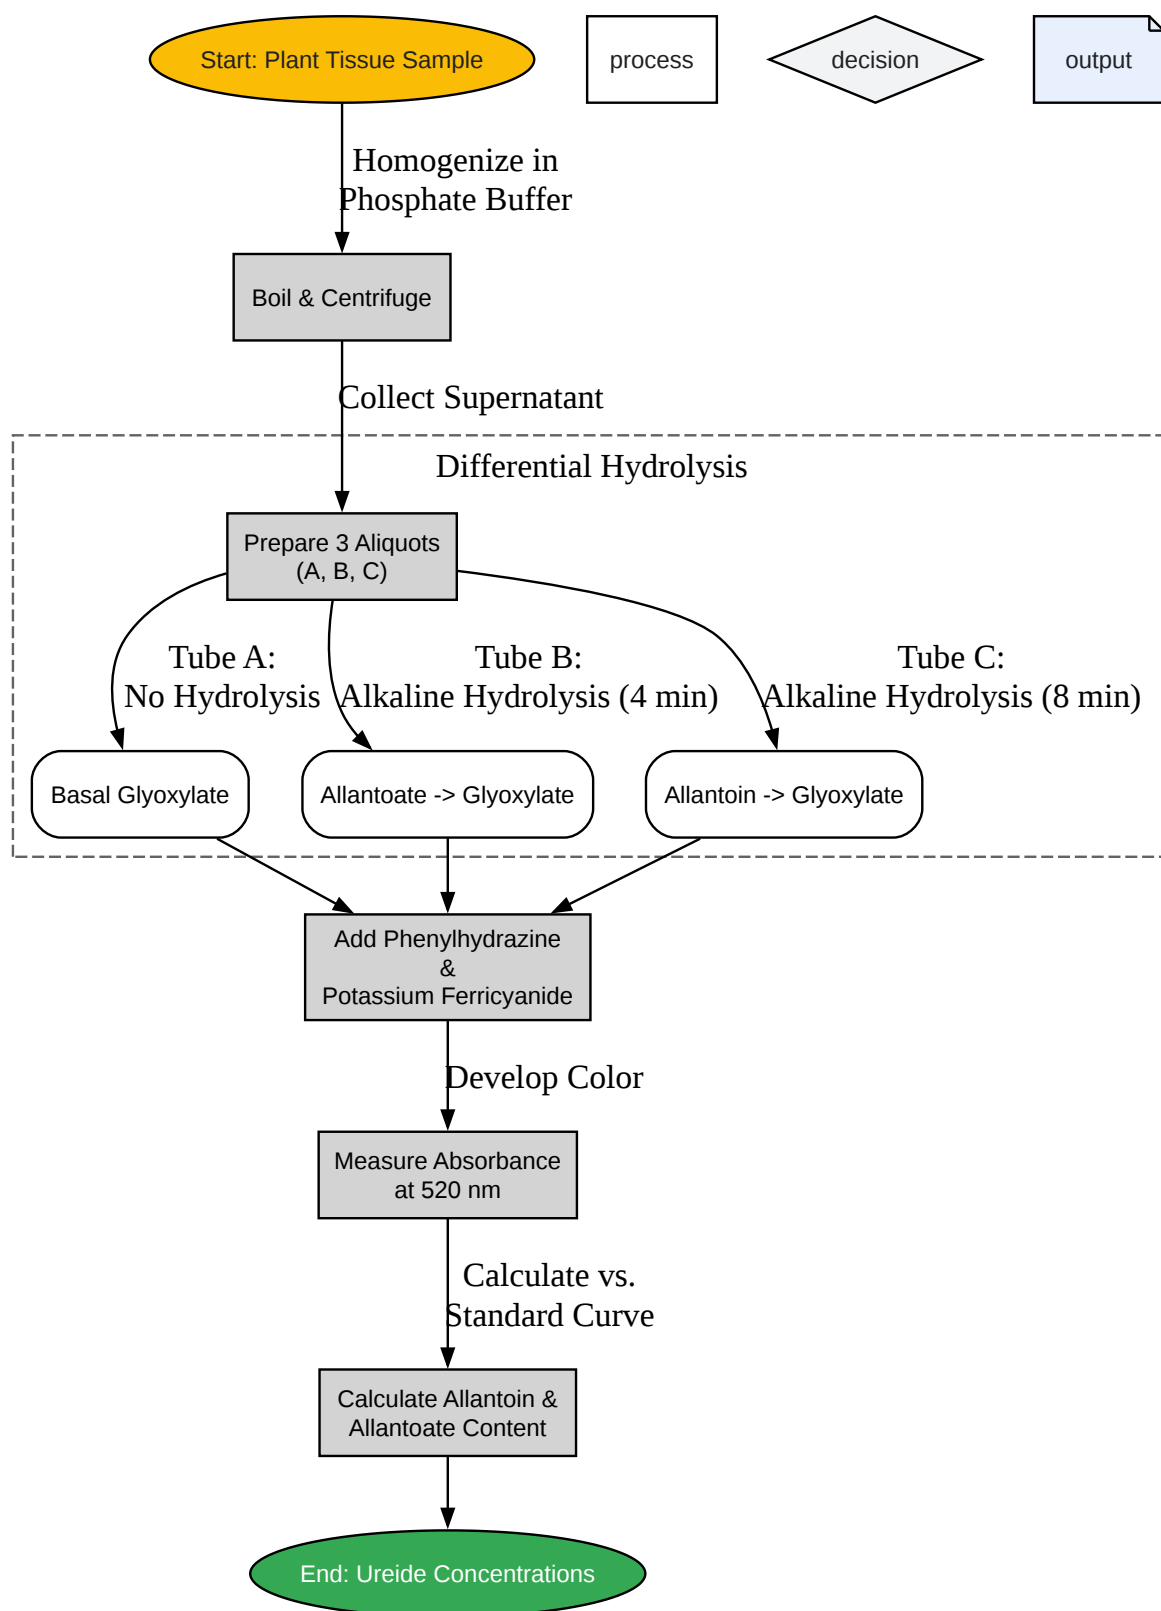 Start: Plant Tissue Sample
process
decision
output
Homogenize in
Phosphate Buffer
Boil & Centrifuge
Collect Supernatant
Differential Hydrolysis
Prepare 3 Aliquots
(A, B, C)
Tube A:
No Hydrolysis
Tube B:
Alkaline Hydrolysis (4 min)
Tube C:
Alkaline Hydrolysis (8 min)
Basal Glyoxylate
Allantoate -> Glyoxylate
Allantoin -> Glyoxylate
Add Phenylhydrazine
&
Potassium Ferricyanide
Develop Color
Measure Absorbance
at 520 nm
Calculate vs.
Standard Curve
Calculate Allantoin &
Allantoate Content
End: Ureide Concentrations